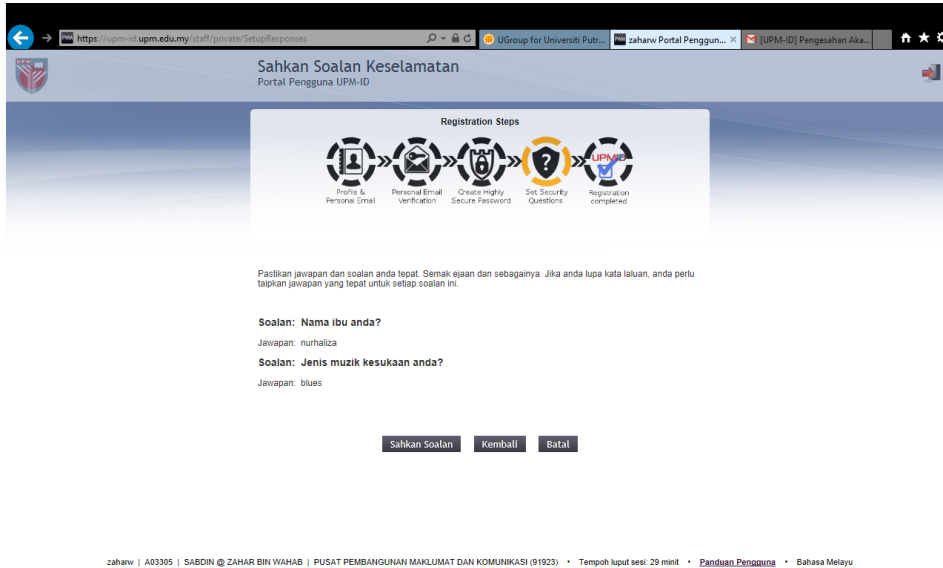 https://upm-id.upm.edu.my/staff/private/SetupResponses
UGroup for Universiti Putr...
zaharw Portal Penggun...
[UPM-ID] Pengesahan Aka...
Sahkan Soalan Keselamatan
Portal Pengguna UPM-ID
Registration Steps
UPMID
Profile & Personal Email
Personal Email Verification
Create Highly Secure Password
Set Security Questions
Registration completed
Pastikan jawapan dan soalan anda tepat. Semak ejaan dan sebagainya. Jika anda lupa kata laluan, anda perlu
taipkan jawapan yang tepat untuk setiap soalan ini.
Soalan: Nama ibu anda?
Jawapan: nurhaliza
Soalan: Jenis muzik kesukaan anda?
Jawapan: blues
Sahkan Soalan Kembali Batal
zaharw | A03305 | SABDIN @ ZAHAR BIN WAHAB | PUSAT PEMBANGUNAN MAKLUMAT DAN KOMUNIKASI (91923) • Tempoh luput sesi: 29 minit • Panduan Pengguna • Bahasa Melayu